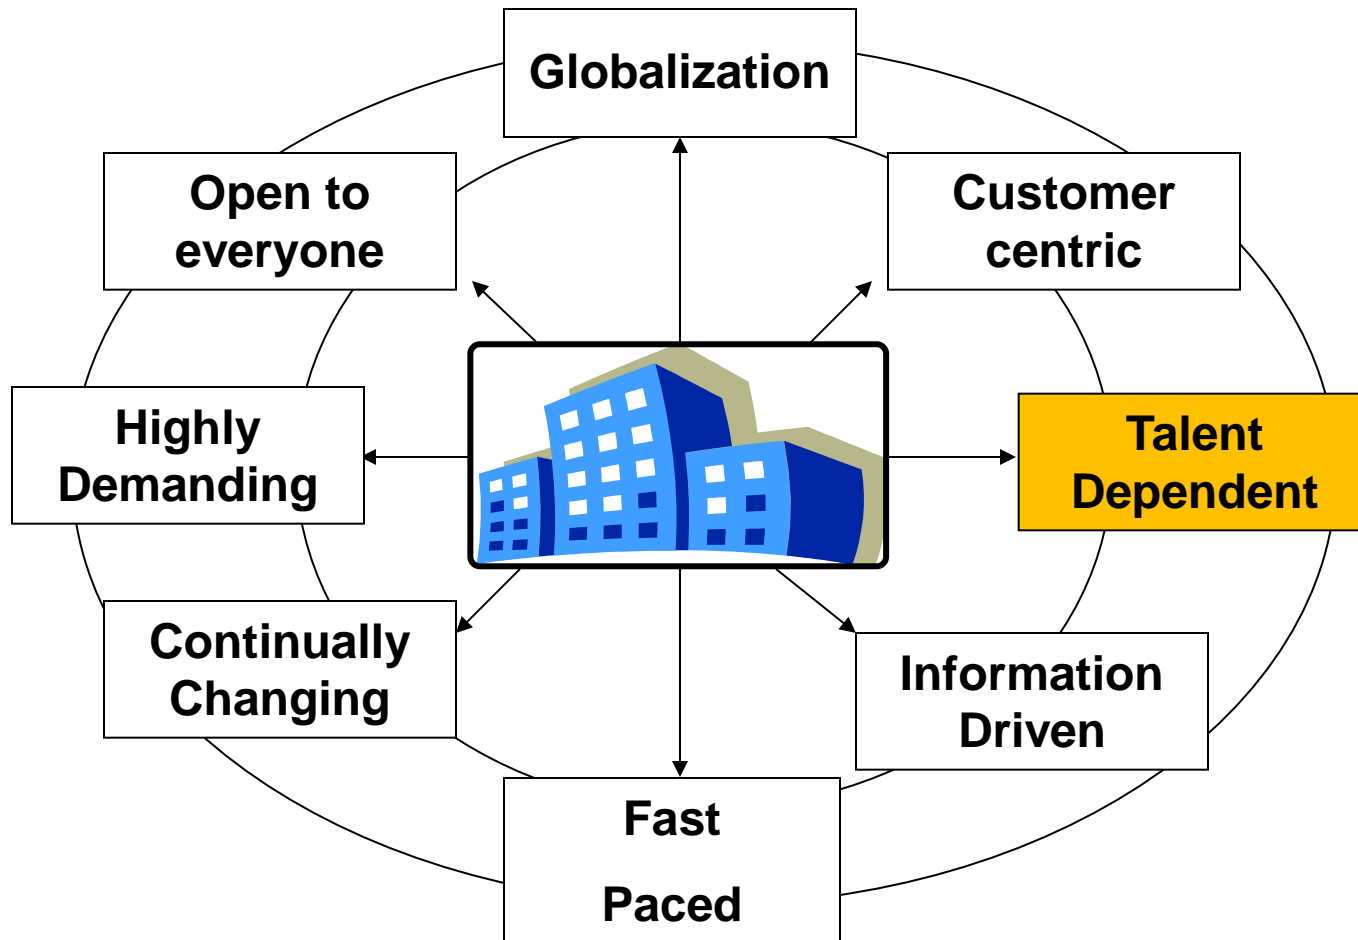 Globalization
Open to
everyone
Customer
centric
Highly
Demanding
Talent
Dependent
Continually
Changing
Information
Driven
Fast
Paced